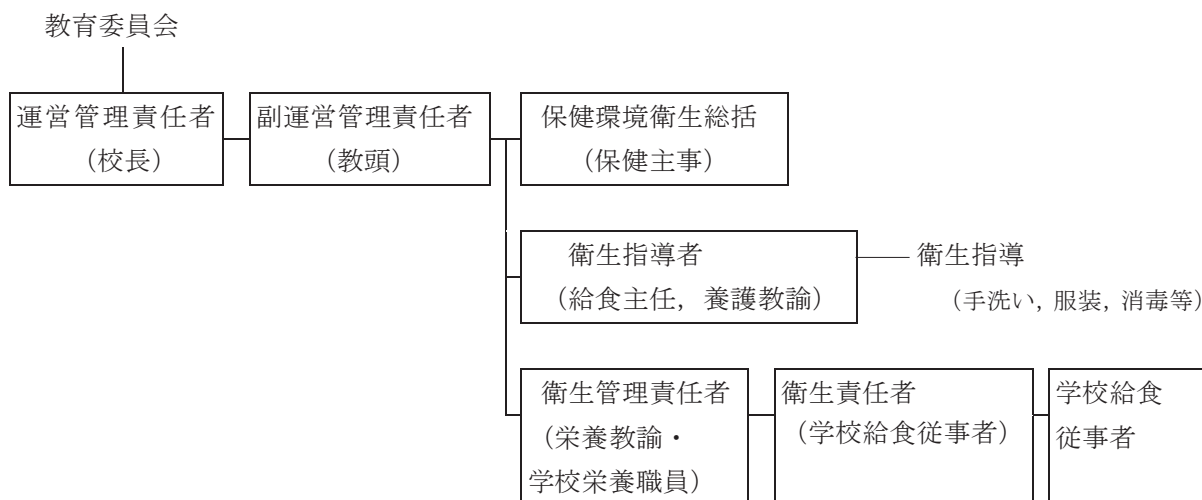 教育委員会
運営管理責任者
(校長)
副運営管理責任者
(教頭)
保健環境衛生総括
(保健主事)
衛生指導者
(給食主任, 養護教諭)
衛生指導
(手洗い, 服装, 消毒等)
衛生管理責任者
(栄養教諭・
学校栄養職員)
衛生責任者
(学校給食従事者)
学校給食
従事者